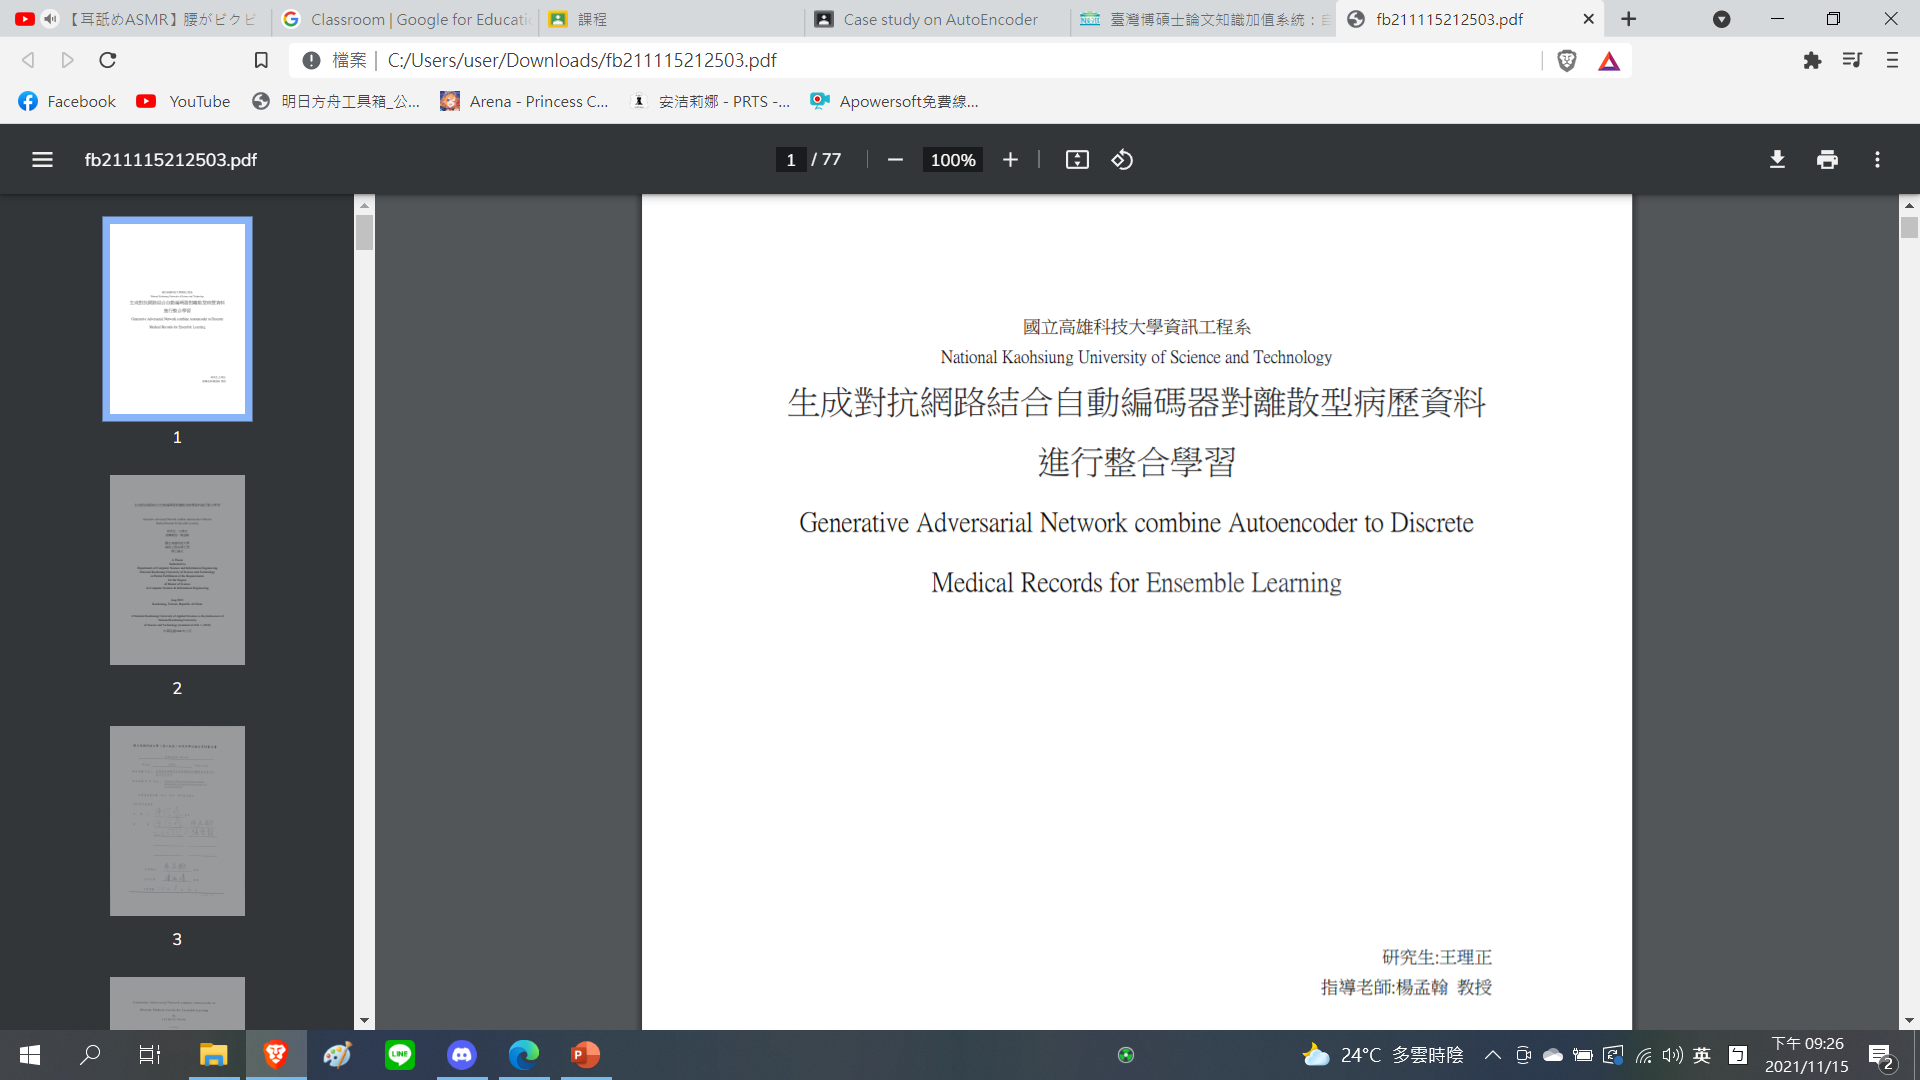 【耳舐めASMR】腰がビクビ
Classroom | Google for Educatio
課程
Case study on AutoEncoder
臺灣博碩士論文知識加值系統：自
fb211115212503.pdf
檔案 | C:/Users/user/Downloads/fb211115212503.pdf
Facebook
YouTube
明日方舟工具箱_公...
Arena - Princess C...
安洁莉娜 - PRTS -...
Apowersoft免費線...
fb211115212503.pdf
1 / 77
100%
1
2
3
國立高雄科技大學資訊工程系
National Kaohsiung University of Science and Technology
生成對抗網路結合自動編碼器對離散型病歷資料
進行整合學習
Generative Adversarial Network combine Autoencoder to Discrete
Medical Records for Ensemble Learning
研究生:王理正
指導老師:楊孟翰 教授
24°C 多雲時陰
英
下午 09:26
2021/11/15
2